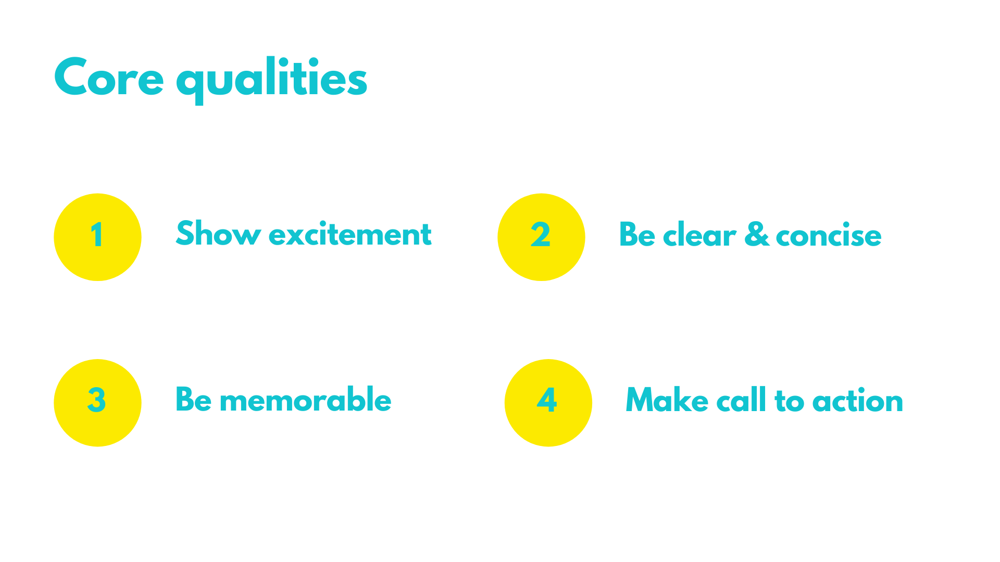 Core qualities
1 Show excitement
2 Be clear & concise
3 Be memorable
4 Make call to action